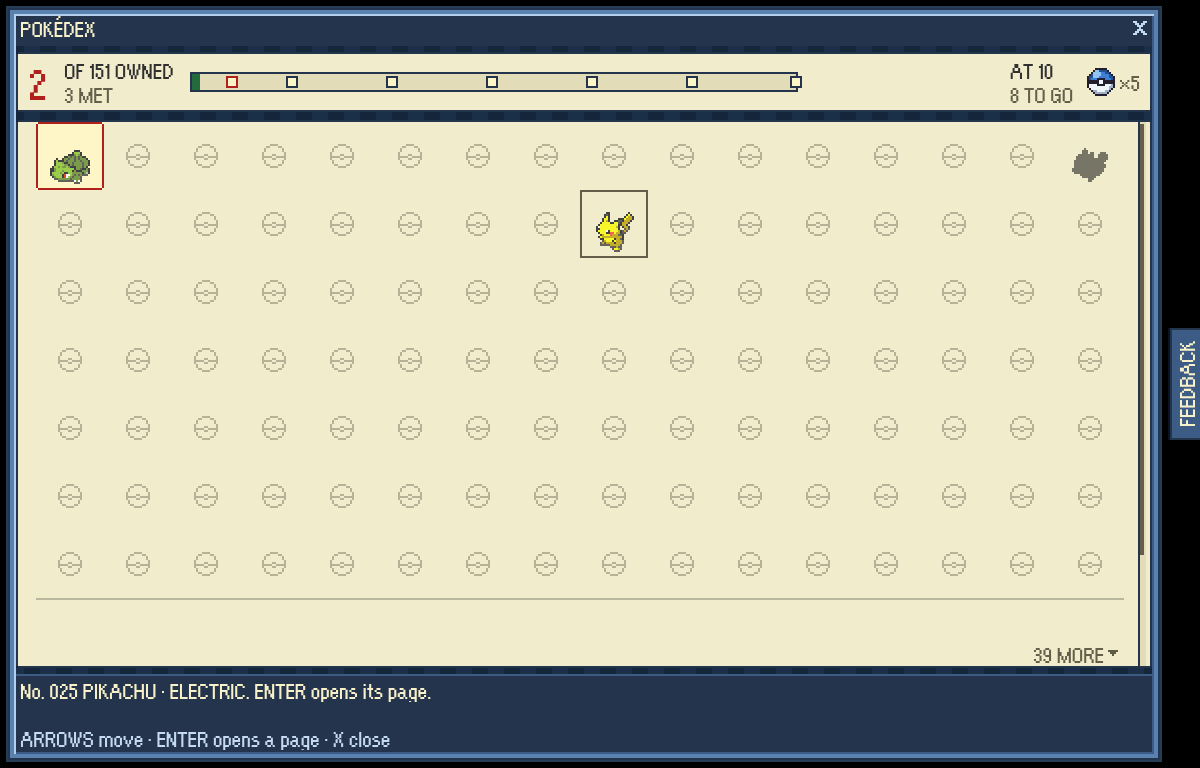 POKÉDEX
X
2
OF 151 OWNED
3 MET
AT 10
8 TO GO
×5
FEEDBACK
39 MORE
No. 025 PIKACHU · ELECTRIC. ENTER opens its page.
ARROWS move · ENTER opens a page · X close